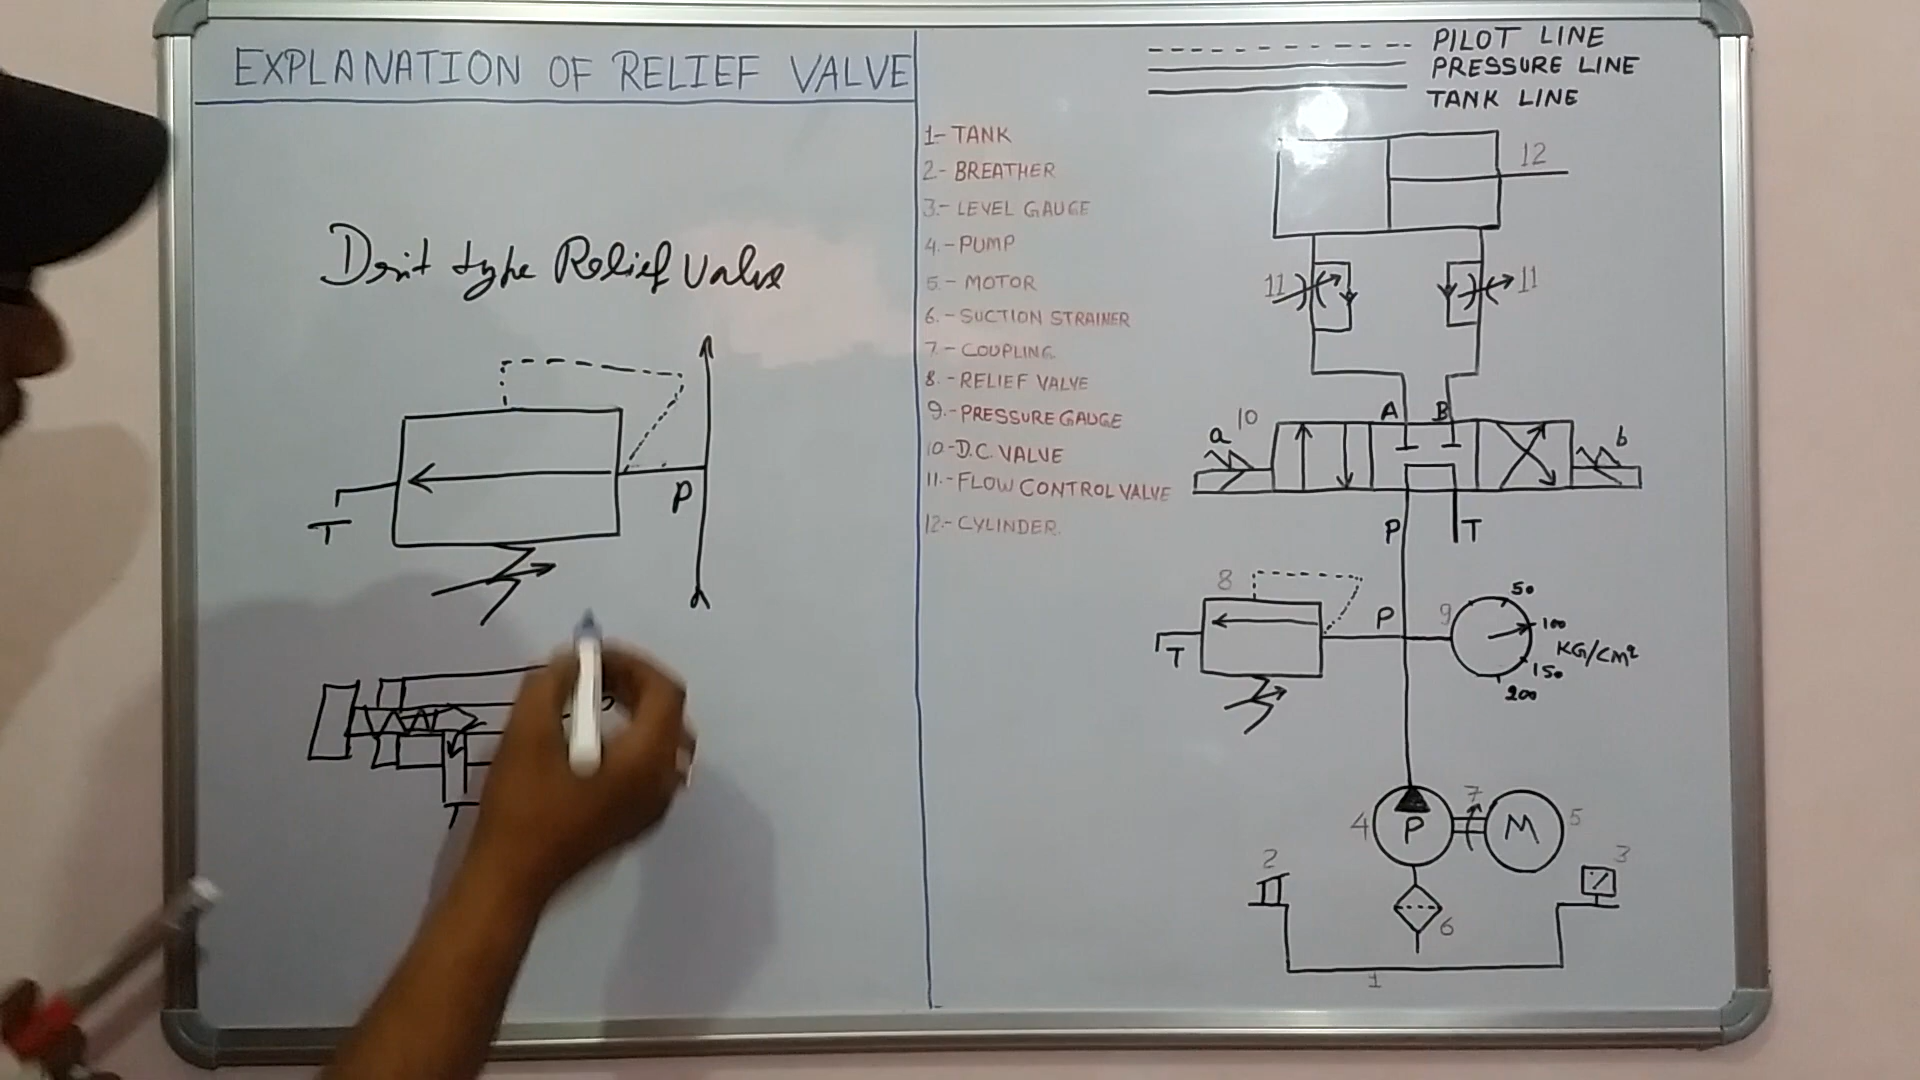 EXPLANATION OF RELIEF VALVE
type Relief Valve
T
P
T
PILOT LINE
PRESSURE LINE
TANK LINE
1- TANK
2- BREATHER
3- LEVEL GAUGE
4- PUMP
5- MOTOR
6- SUCTION STRAINER
7- COUPLING
8- RELIEF VALVE
9- PRESSURE GAUGE
10- D.C. VALVE
11- FLOW CONTROL VALVE
12- CYLINDER.
12
11
11
10
A
B
a
b
P
T
8
P
9
T
50
100
KG/CM²
150
200
7
4
P
M
5
2
3
6
1